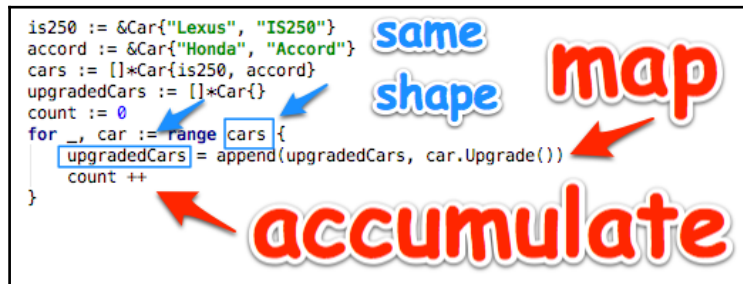 is250 := &Car{"Lexus", "IS250"}
accord := &Car{"Honda", "Accord"}
cars := []*Car{is250, accord}
upgradedCars := []*Car{}
count := 0
for _, car := range cars {
    upgradedCars = append(upgradedCars, car.Upgrade())
    count ++
}
same
shape
map
accumulate